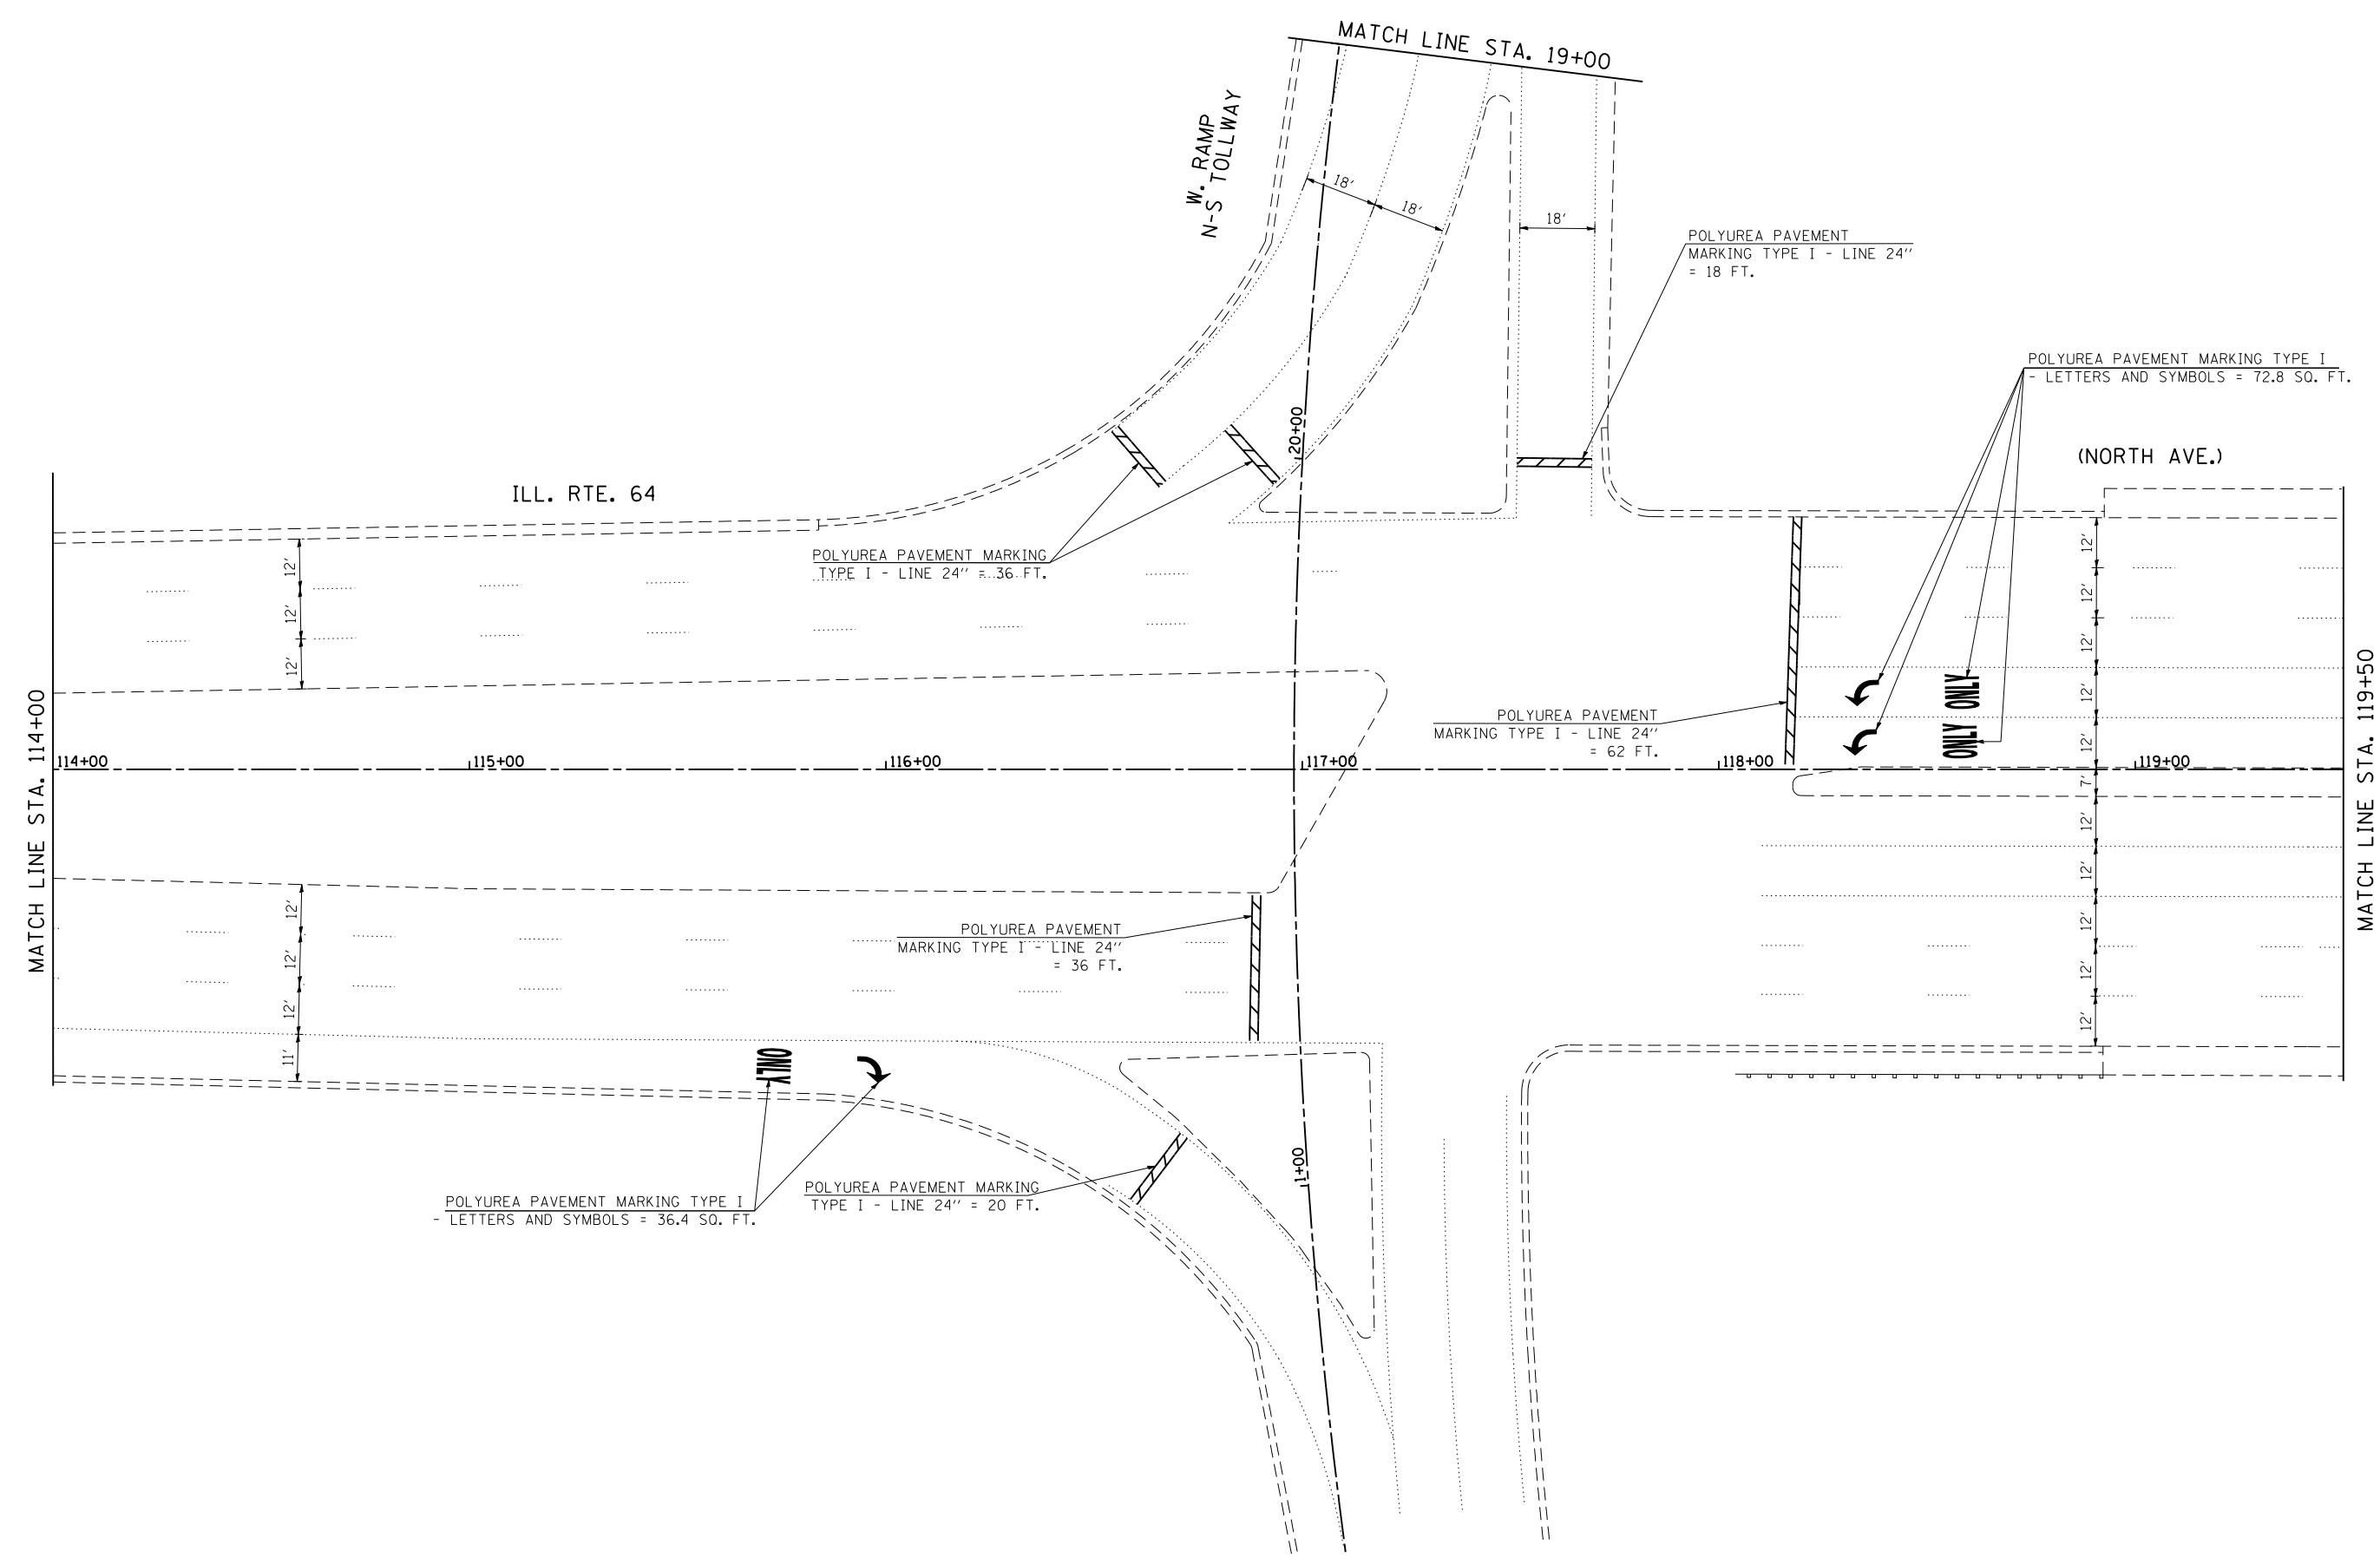 MATCH LINE STA. 19+00
W. RAMP
N-S TOLLWAY
18'
18'
18'
POLYUREA PAVEMENT
MARKING TYPE I - LINE 24"
= 18 FT.
POLYUREA PAVEMENT MARKING TYPE I
- LETTERS AND SYMBOLS = 72.8 SQ. FT.
20+00
(NORTH AVE.)
ILL. RTE. 64
POLYUREA PAVEMENT MARKING
TYPE I - LINE 24" = 36 FT.
12'
12'
12'
12'
12'
12'
12'
12'
ONLY ONLY
POLYUREA PAVEMENT
MARKING TYPE I - LINE 24"
= 62 FT.
MATCH LINE STA. 114+00
MATCH LINE STA. 119+50
114+00
115+00
116+00
117+00
118+00
119+00
7'
12'
12'
12'
12'
12'
12'
12'
12'
11'
POLYUREA PAVEMENT
MARKING TYPE I - LINE 24"
= 36 FT.
ONLY
1+00
POLYUREA PAVEMENT MARKING TYPE I
- LETTERS AND SYMBOLS = 36.4 SQ. FT.
POLYUREA PAVEMENT MARKING
TYPE I - LINE 24" = 20 FT.